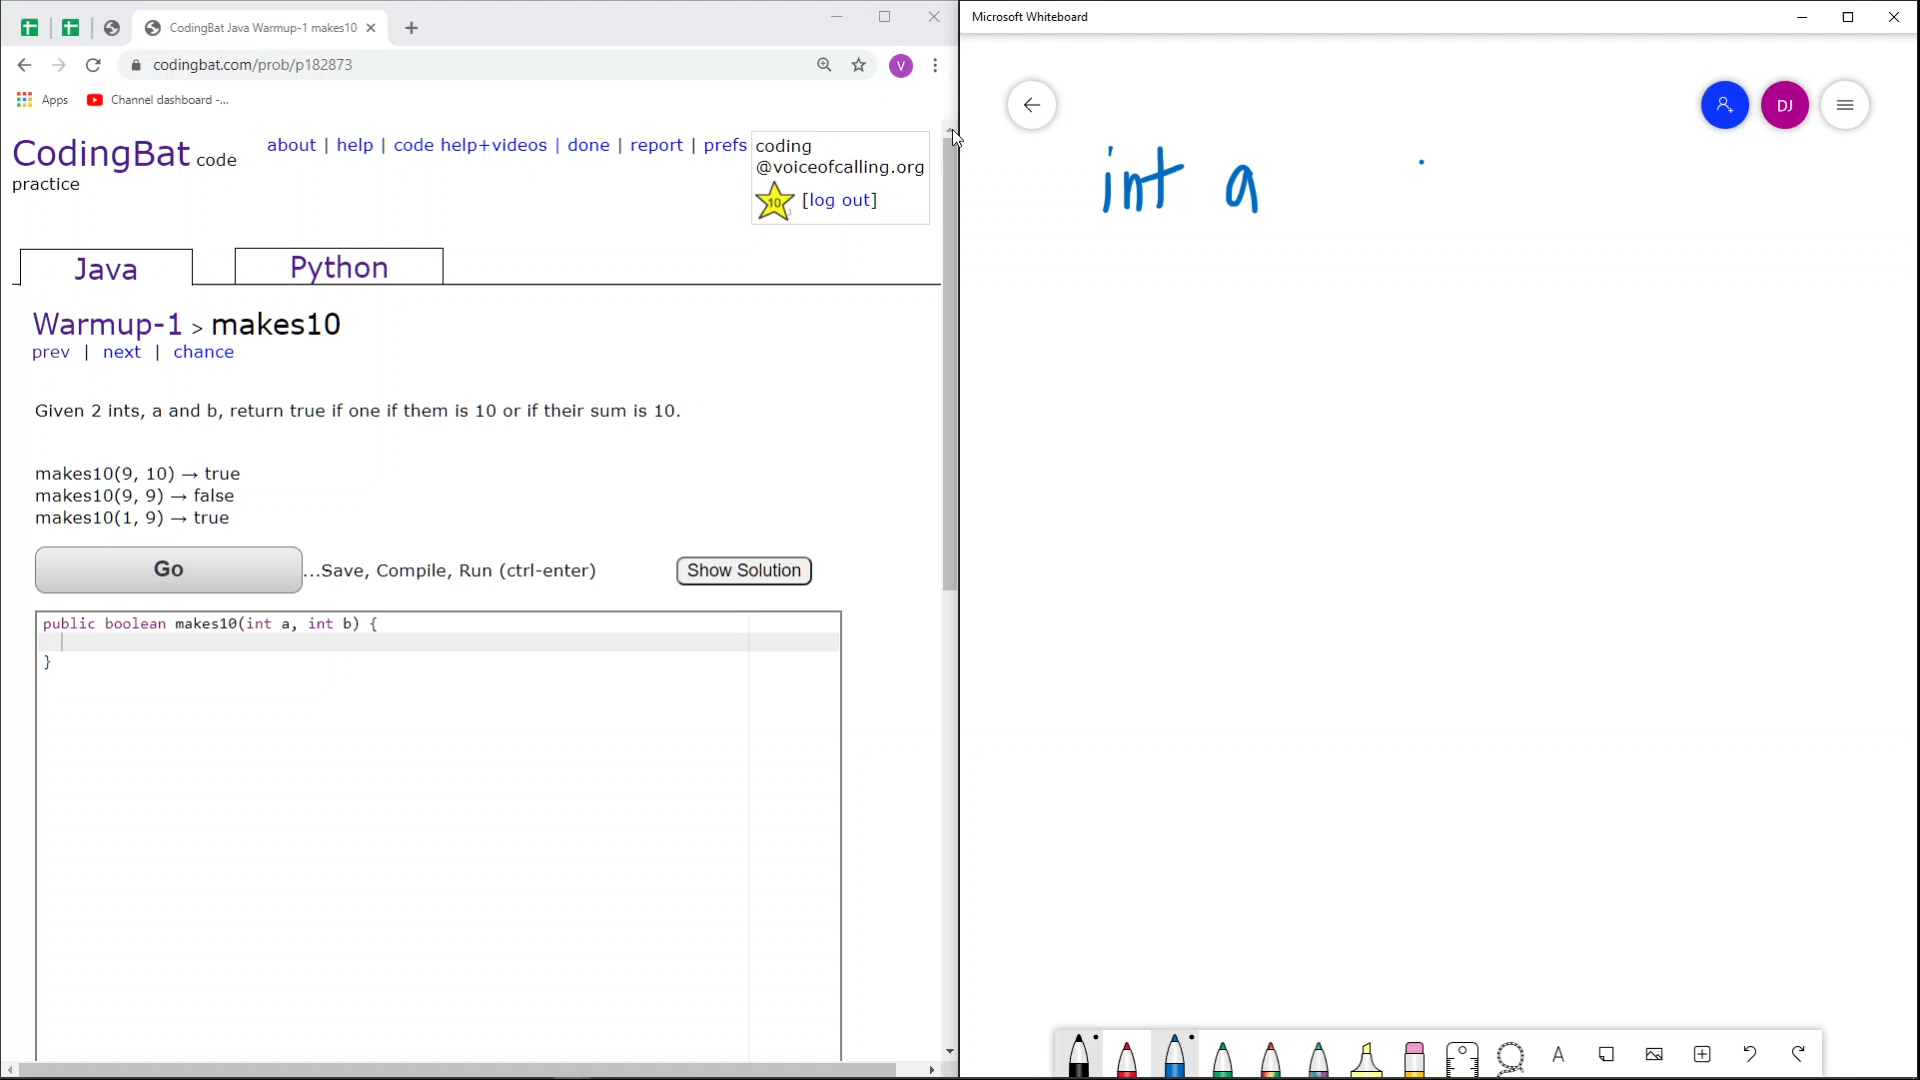 CodingBat Java Warmup-1 makes10
Microsoft Whiteboard
codingbat.com/prob/p182873
V
Apps
Channel dashboard -...
DJ
CodingBat code practice
about | help | code help+videos | done | report | prefs
coding
@voiceofcalling.org
10
[log out]
int a
Java
Python
Warmup-1 > makes10
prev | next | chance
Given 2 ints, a and b, return true if one if them is 10 or if their sum is 10.
makes10(9, 10) → true
makes10(9, 9) → false
makes10(1, 9) → true
Go
...Save, Compile, Run (ctrl-enter)
Show Solution
public boolean makes10(int a, int b) {
}
A